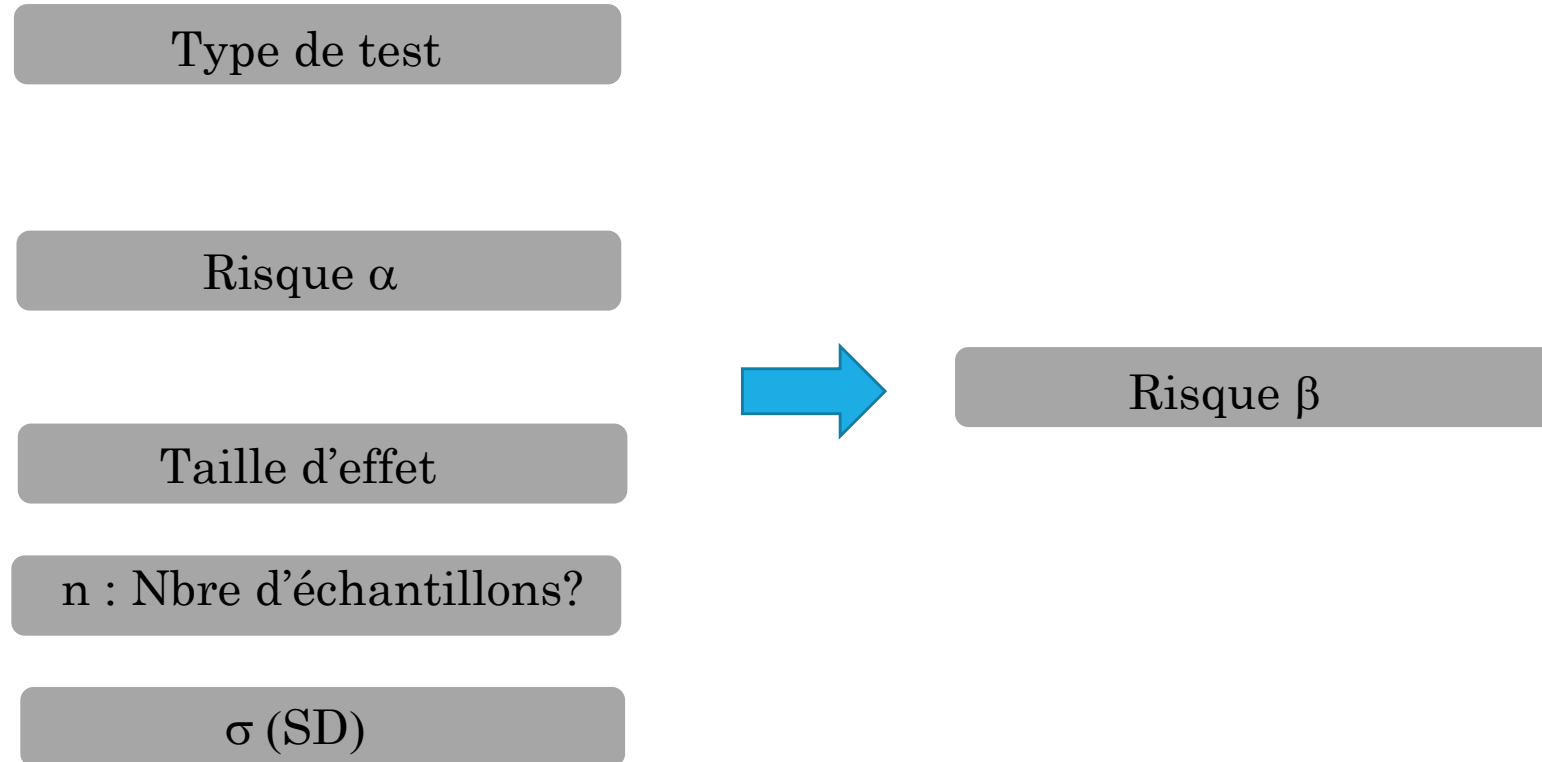 Type de test
Risque α
Risque β
Taille d’effet
n : Nbre d’échantillons?
σ (SD)